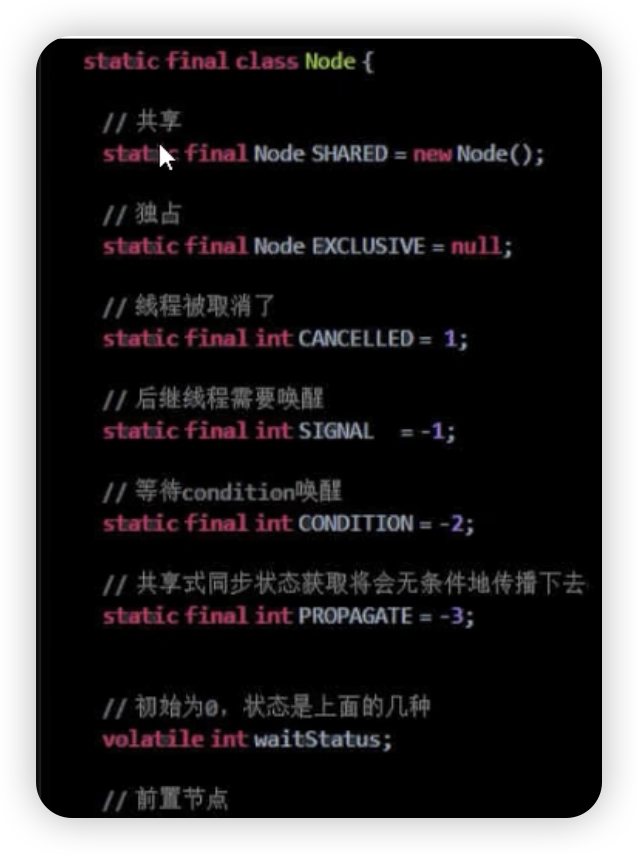 static final class Node {
// 共享
static final Node SHARED = new Node();
// 独占
static final Node EXCLUSIVE = null;
// 线程被取消了
static final int CANCELLED = 1;
// 后继线程需要唤醒
static final int SIGNAL = -1;
// 等待condition唤醒
static final int CONDITION = -2;
// 共享式同步状态获取将会无条件地传播下去
static final int PROPAGATE = -3;
// 初始为0，状态是上面的几种
volatile int waitStatus;
// 前置节点